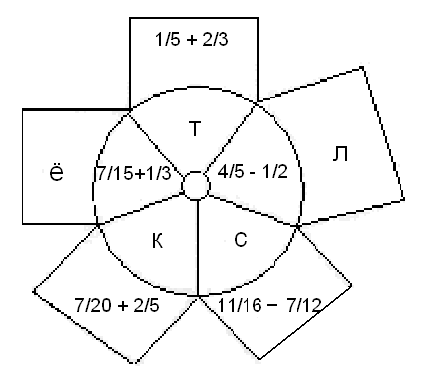 1/5 + 2/3
Т
Л
Ё
7/15+1/3
4/5 - 1/2
К
С
7/20 + 2/5
11/16 – 7/12